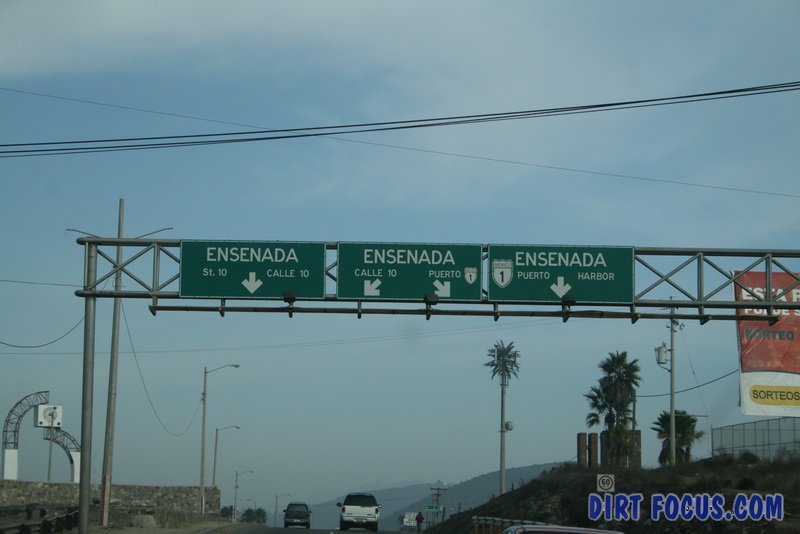 ENSENADA
St. 10 CALLE 10
ENSENADA
CALLE 10 PUERTO 1
ENSENADA
1 PUERTO HARBOR
SORTEO
SORTEOS
60
DIRT FOCUS.COM